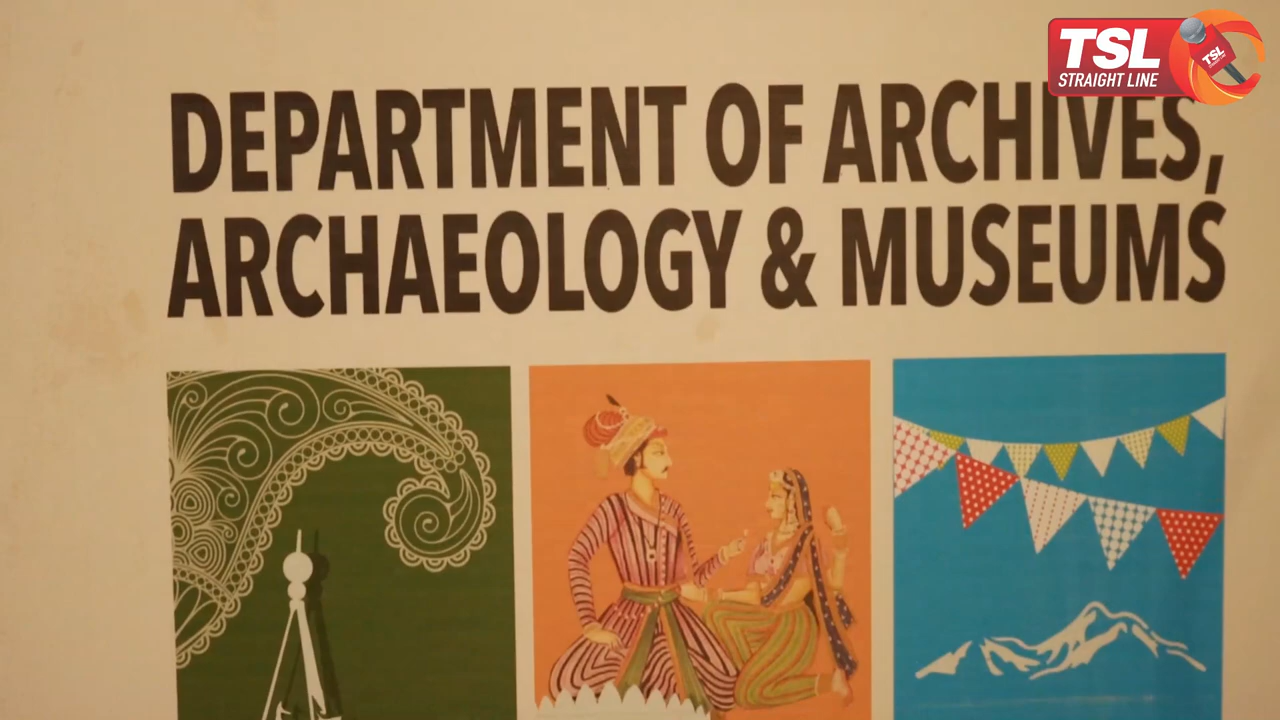 TSL
STRAIGHT LINE
TSL
DEPARTMENT OF ARCHIVES,
ARCHAEOLOGY & MUSEUMS